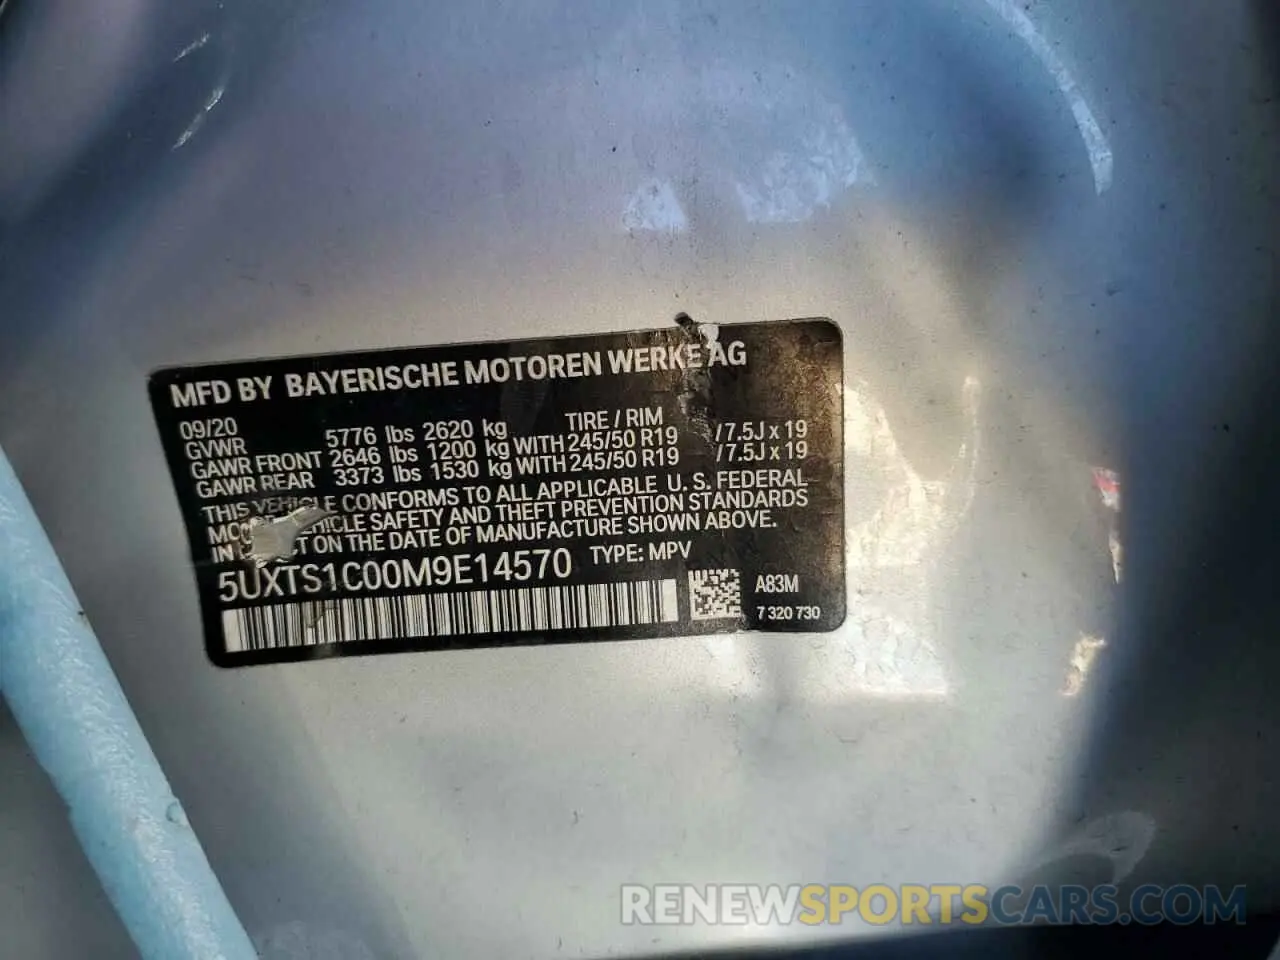 MFD BY BAYERISCHE MOTOREN WERKE AG
09/20 TIRE / RIM
GVWR 5776 lbs 2620 kg
GAWR FRONT 2646 lbs 1200 kg WITH 245/50 R19 / 7.5J x 19
GAWR REAR 3373 lbs 1530 kg WITH 245/50 R19 / 7.5J x 19
THIS VEHICLE CONFORMS TO ALL APPLICABLE U. S. FEDERAL
SAFETY AND THEFT PREVENTION STANDARDS
IN ON THE DATE OF MANUFACTURE SHOWN ABOVE.
5UXTS1C00M9E14570 TYPE: MPV
A83M
7 320 730
RENEWSPORTSCARS.COM